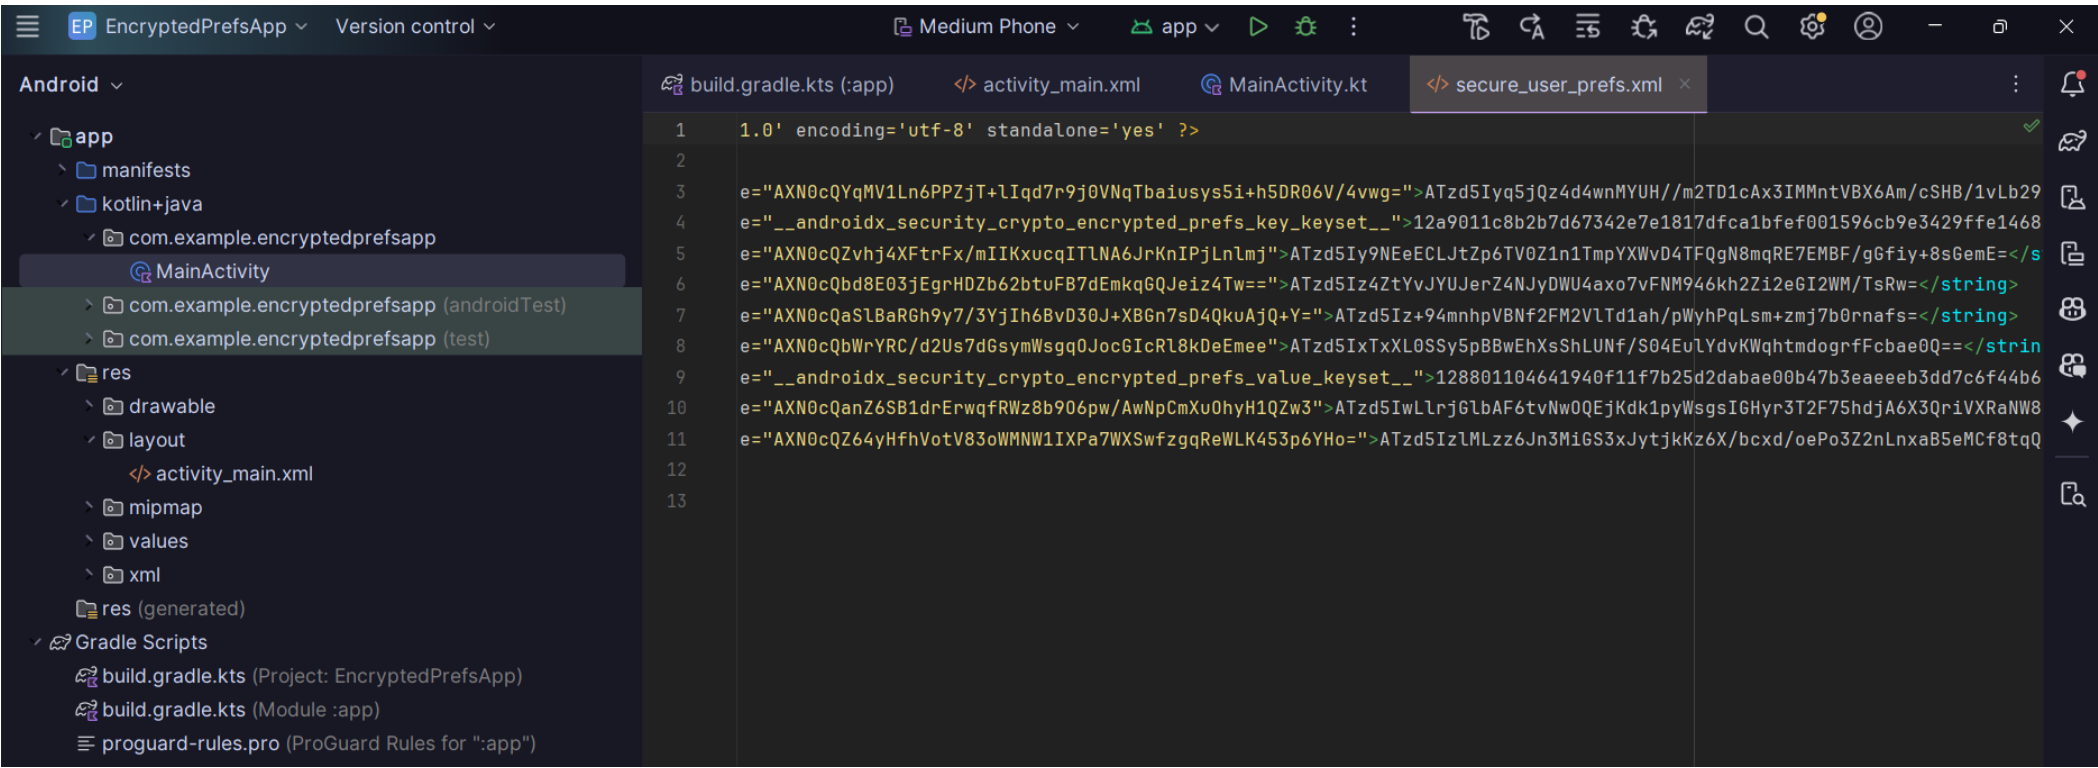 EP EncryptedPrefsApp Version control Medium Phone app
Android
app
manifests
kotlin+java
com.example.encryptedprefsapp
MainActivity
com.example.encryptedprefsapp (androidTest)
com.example.encryptedprefsapp (test)
res
drawable
layout
activity_main.xml
mipmap
values
xml
res (generated)
Gradle Scripts
build.gradle.kts (Project: EncryptedPrefsApp)
build.gradle.kts (Module :app)
proguard-rules.pro (ProGuard Rules for ":app")
build.gradle.kts (:app) activity_main.xml MainActivity.kt secure_user_prefs.xml
1 1.0' encoding='utf-8' standalone='yes' ?>
2
3 e="AXN0cQYqMV1Ln6PPZjT+lIqd7r9j0VNqTbaiusys5i+h5DR06V/4vwg=">ATzd5Iyq5jQz4d4wnMYUH//m2TD1cAx3IMMntVBX6Am/cSHB/1vLb29
4 e="__androidx_security_crypto_encrypted_prefs_key_keyset__">12a9011c8b2b7d67342e7e1817dfca1bfef001596cb9e3429ffe1468
5 e="AXN0cQZvhj4XFtrFx/mIIKxucqITlNA6JrKnIPjLnlmj">ATzd5Iy9NEeECLJtZp6TV0Z1n1TmpYXWvD4TFQgN8mqRE7EMBF/gGfiy+8sGemE=</s
6 e="AXN0cQbd8E03jEgrHDZb62btuFB7dEmkqGQJeiz4Tw==">ATzd5Iz4ZtYvJYUJerZ4NJyDWU4axo7vFNM946kh2Zi2eGI2WM/TsRw=</string>
7 e="AXN0cQaSlBaRGh9y7/3YjIh6BvD30J+XBGn7sD4QkuAjQ+Y=">ATzd5Iz+94mnhpVBNf2FM2VlTd1ah/pWyhPqLsm+zmj7b0rnafs=</string>
8 e="AXN0cQbWrYRC/d2Us7dGsymWsgqOJocGIcRl8kDeEmee">ATzd5IxTxXL0SSy5pBBwEhXsShLUNf/S04EulYdvKWqhtmdogrfFcbae0Q==</strin
9 e="__androidx_security_crypto_encrypted_prefs_value_keyset__">128801104641940f11f7b25d2dabae00b47b3eaeeeb3dd7c6f44b6
10 e="AXN0cQanZ6SB1drErwqfRWz8b9O6pw/AwNpCmXuOhyH1QZw3">ATzd5IwLlrjGlbAF6tvNwOQEjKdk1pyWsgsIGHyr3T2F75hdjA6X3QriVXRaNW8
11 e="AXN0cQZ64yHfhVotV83oWMNW1IXPa7WXSwfzgqReWLK453p6YHo=">ATzd5IzlMLzz6Jn3MiGS3xJytjkKz6X/bcxd/oePo3Z2nLnxaB5eMCf8tqQ
12
13